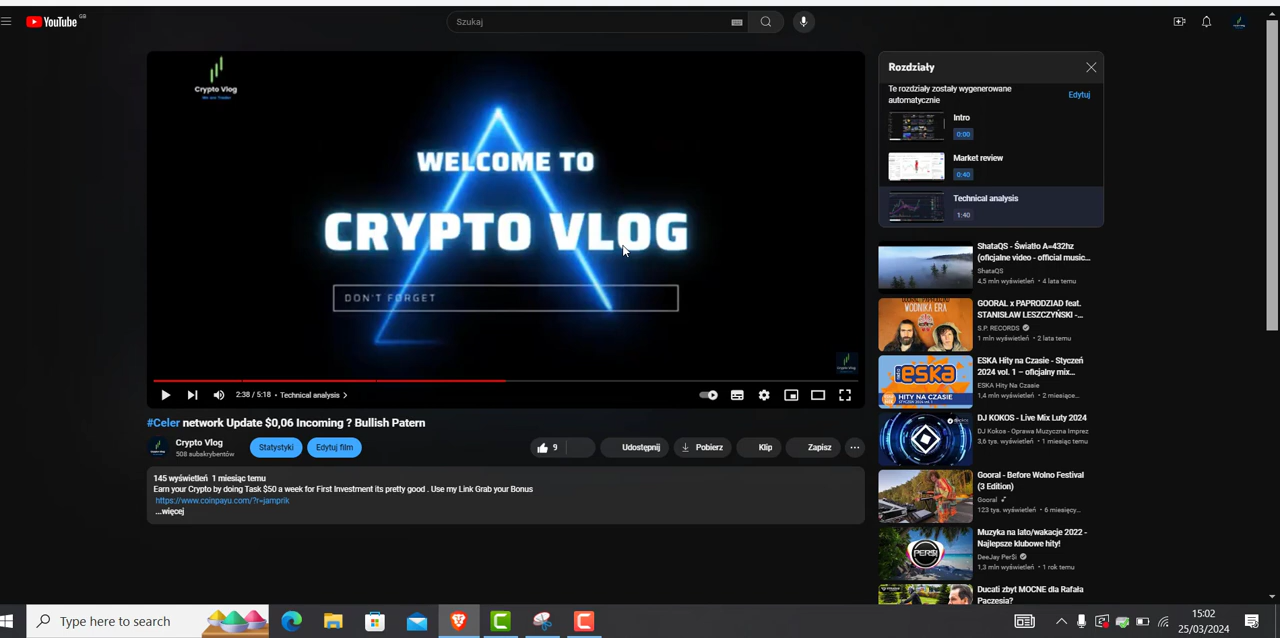 YouTube GB
Szukaj
Crypto Vlog
WELCOME TO
CRYPTO VLOG
DON'T FORGET
2:38 / 5:18 • Technical analysis
#Celer network Update $0,06 Incoming ? Bullish Patern
Crypto Vlog
508 subskrybentów
Statystyki
Edytuj film
9
Udostępnij
Pobierz
Klip
Zapisz
145 wyświetleń 1 miesiąc temu
Earn your Crypto by doing Task $50 a week for First Investment its pretty good . Use my Link Grab your Bonus
https://www.coinpayu.com/?r=jamprik
...więcej
Rozdziały
Te rozdziały zostały wygenerowane
automatycznie
Edytuj
Intro
0:00
Market review
0:40
Technical analysis
1:40
ShataQS - Światło A=432hz
(oficjalne video - official music...
ShataQS
4,5 mln wyświetleń • 4 lata temu
GOORAL x PAPRODZIAD feat.
STANISŁAW LESZCZYŃSKI -...
S.P. RECORDS
1 mln wyświetleń • 2 lata temu
ESKA Hity na Czasie - Styczeń
2024 vol. 1 – oficjalny mix...
ESKA Hity Na Czasie
1,4 mln wyświetleń • 2 miesiące temu
DJ KOKOS - Live Mix Luty 2024
DJ Kokos - Oprawa Muzyczna Imprez
3,6 tys. wyświetleń • 1 miesiąc temu
Gooral - Before Wolno Festival
(3 Edition)
Gooral
123 tys. wyświetleń • 6 miesięcy...
Muzyka na lato/wakacje 2022 -
Najlepsze klubowe hity!
DeeJay Per$i
1,3 mln wyświetleń • 1 rok temu
Ducati zbyt MOCNE dla Rafała
Paczesia?
Type here to search
15:02
25/03/2024